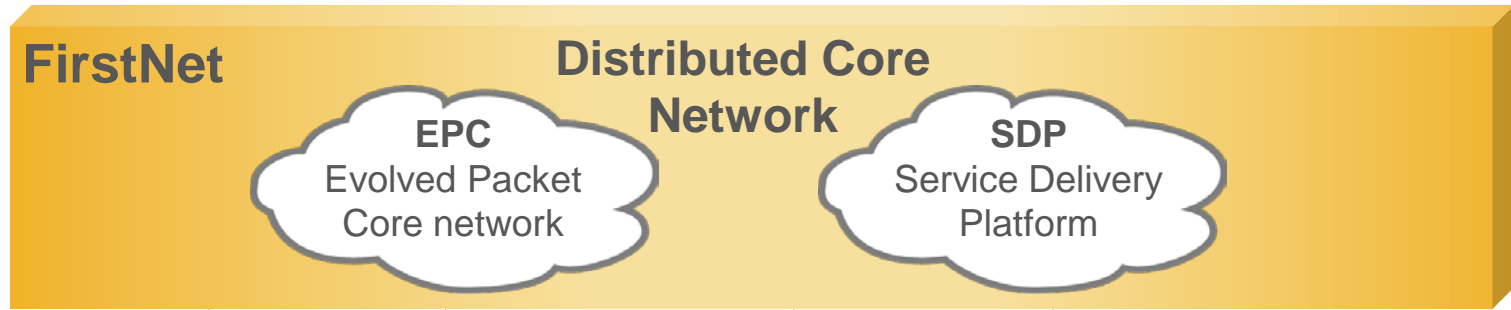 FirstNet
Distributed Core
Network
EPC
Evolved Packet
Core network
SDP
Service Delivery
Platform